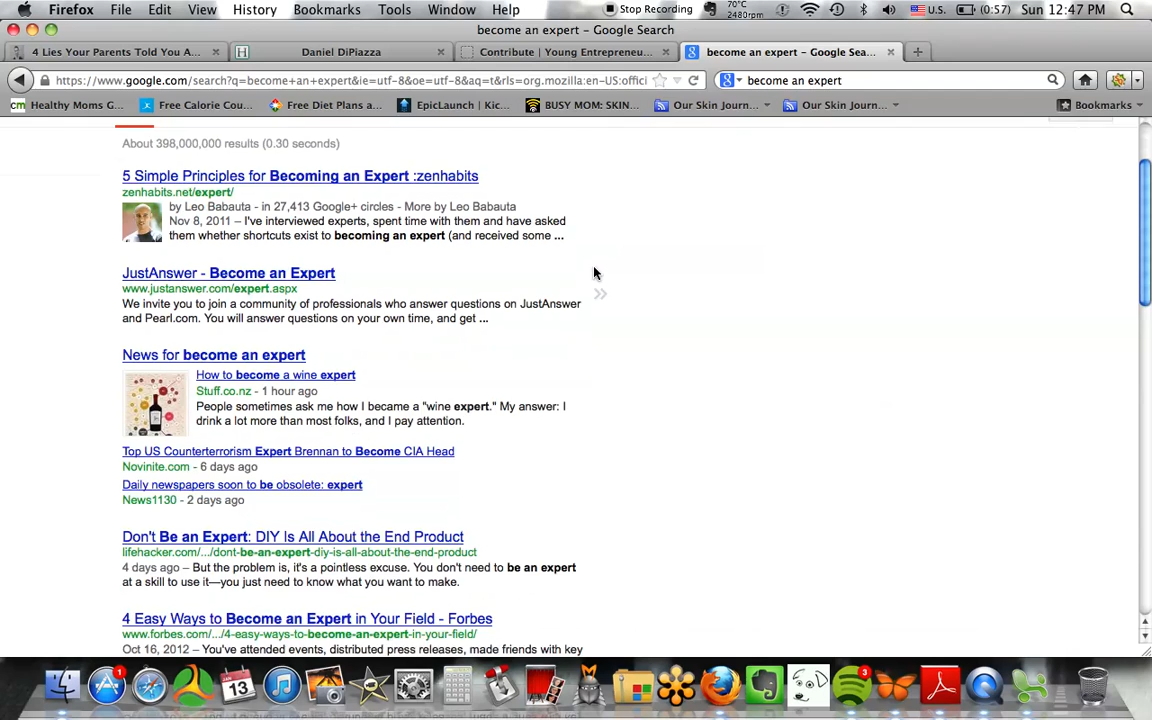 Firefox File Edit View History Bookmarks Tools Window Help Stop Recording 70°C 2480rpm U.S. (0:57) Sun 12:47 PM
become an expert - Google Search
4 Lies Your Parents Told You A... Daniel DiPiazza Contribute | Young Entrepreneu... become an expert - Google Sea...
https://www.google.com/search?q=become+an+expert&ie=utf-8&oe=utf-8&aq=t&rls=org.mozilla:en-US:offici become an expert
Healthy Moms G... Free Calorie Cou... Free Diet Plans a... EpicLaunch | Kic... BUSY MOM: SKIN... Our Skin Journ... Our Skin Journ... Bookmarks
About 398,000,000 results (0.30 seconds)
5 Simple Principles for Becoming an Expert :zenhabits
zenhabits.net/expert/
by Leo Babauta - in 27,413 Google+ circles - More by Leo Babauta
Nov 8, 2011 – I've interviewed experts, spent time with them and have asked
them whether shortcuts exist to becoming an expert (and received some ...
JustAnswer - Become an Expert
www.justanswer.com/expert.aspx
We invite you to join a community of professionals who answer questions on JustAnswer
and Pearl.com. You will answer questions on your own time, and get ...
News for become an expert
How to become a wine expert
Stuff.co.nz - 1 hour ago
People sometimes ask me how I became a "wine expert." My answer: I
drink a lot more than most folks, and I pay attention.
Top US Counterterrorism Expert Brennan to Become CIA Head
Novinite.com - 6 days ago
Daily newspapers soon to be obsolete: expert
News1130 - 2 days ago
Don't Be an Expert: DIY Is All About the End Product
lifehacker.com/.../dont-be-an-expert-diy-is-all-about-the-end-product
4 days ago – But the problem is, it's a pointless excuse. You don't need to be an expert
at a skill to use it—you just need to know what you want to make.
4 Easy Ways to Become an Expert in Your Field - Forbes
www.forbes.com/.../4-easy-ways-to-become-an-expert-in-your-field/
Oct 16, 2012 – You've attended events, distributed press releases, made friends with key
1
JAN
13
3